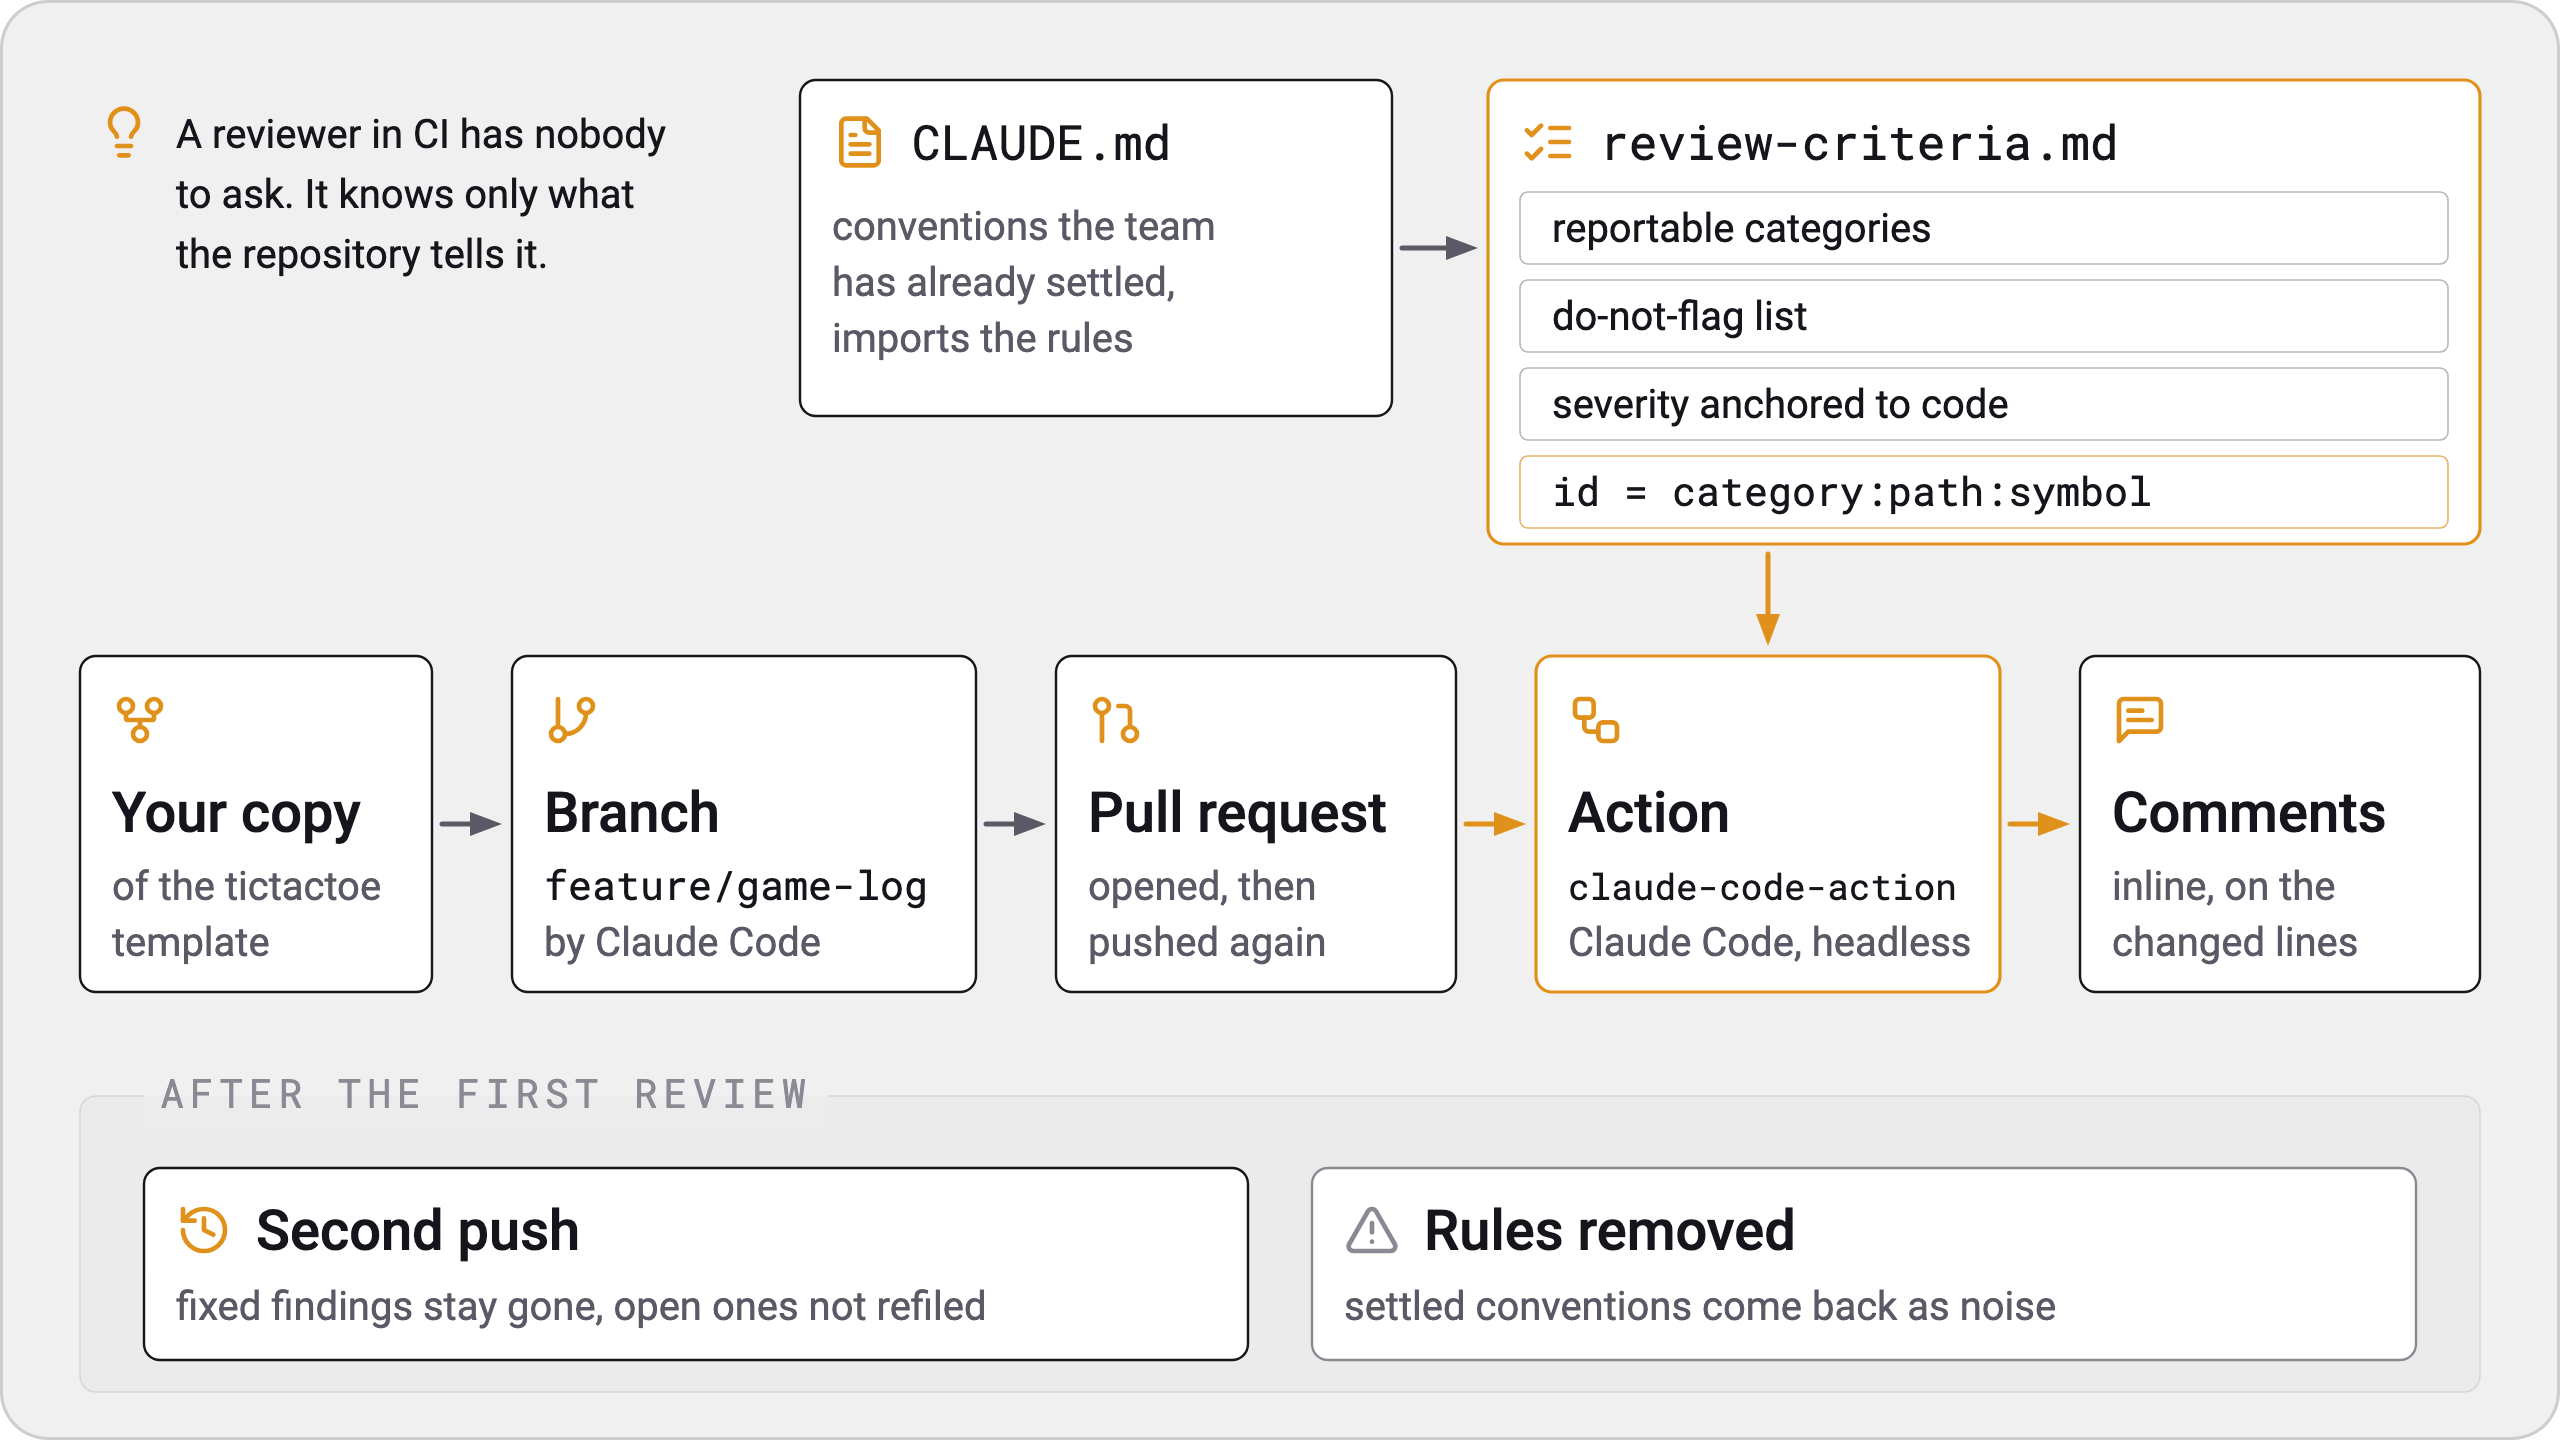 A reviewer in CI has nobody
to ask. It knows only what
the repository tells it.
CLAUDE.md
conventions the team
has already settled,
imports the rules
review-criteria.md
reportable categories
do-not-flag list
severity anchored to code
id = category:path:symbol
Your copy
of the tictactoe
template
Branch
feature/game-log
by Claude Code
Pull request
opened, then
pushed again
Action
claude-code-action
Claude Code, headless
Comments
inline, on the
changed lines
AFTER THE FIRST REVIEW
Second push
fixed findings stay gone, open ones not refiled
Rules removed
settled conventions come back as noise